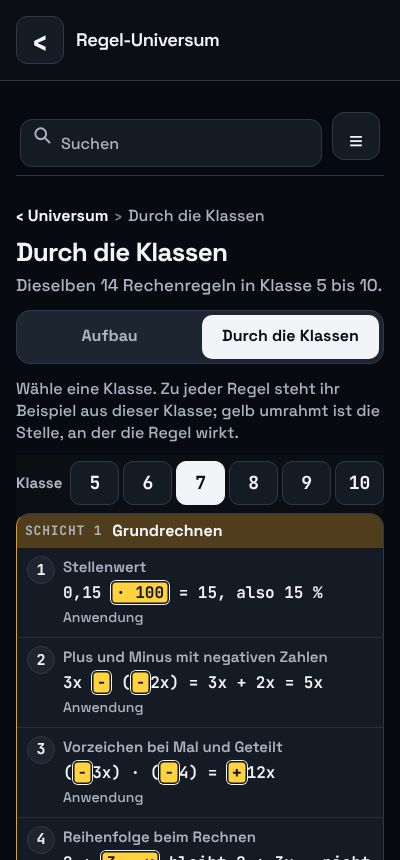 < Regel-Universum
Suchen ≡
‹ Universum > Durch die Klassen
Durch die Klassen
Dieselben 14 Rechenregeln in Klasse 5 bis 10.
Aufbau Durch die Klassen
Wähle eine Klasse. Zu jeder Regel steht ihr
Beispiel aus dieser Klasse; gelb umrahmt ist die
Stelle, an der die Regel wirkt.
Klasse 5 6 7 8 9 10
SCHICHT 1 Grundrechnen
1 Stellenwert
0,15 · 100 = 15, also 15 %
Anwendung
2 Plus und Minus mit negativen Zahlen
3x - (-2x) = 3x + 2x = 5x
Anwendung
3 Vorzeichen bei Mal und Geteilt
(-3x) · (-4) = +12x
Anwendung
4 Reihenfolge beim Rechnen